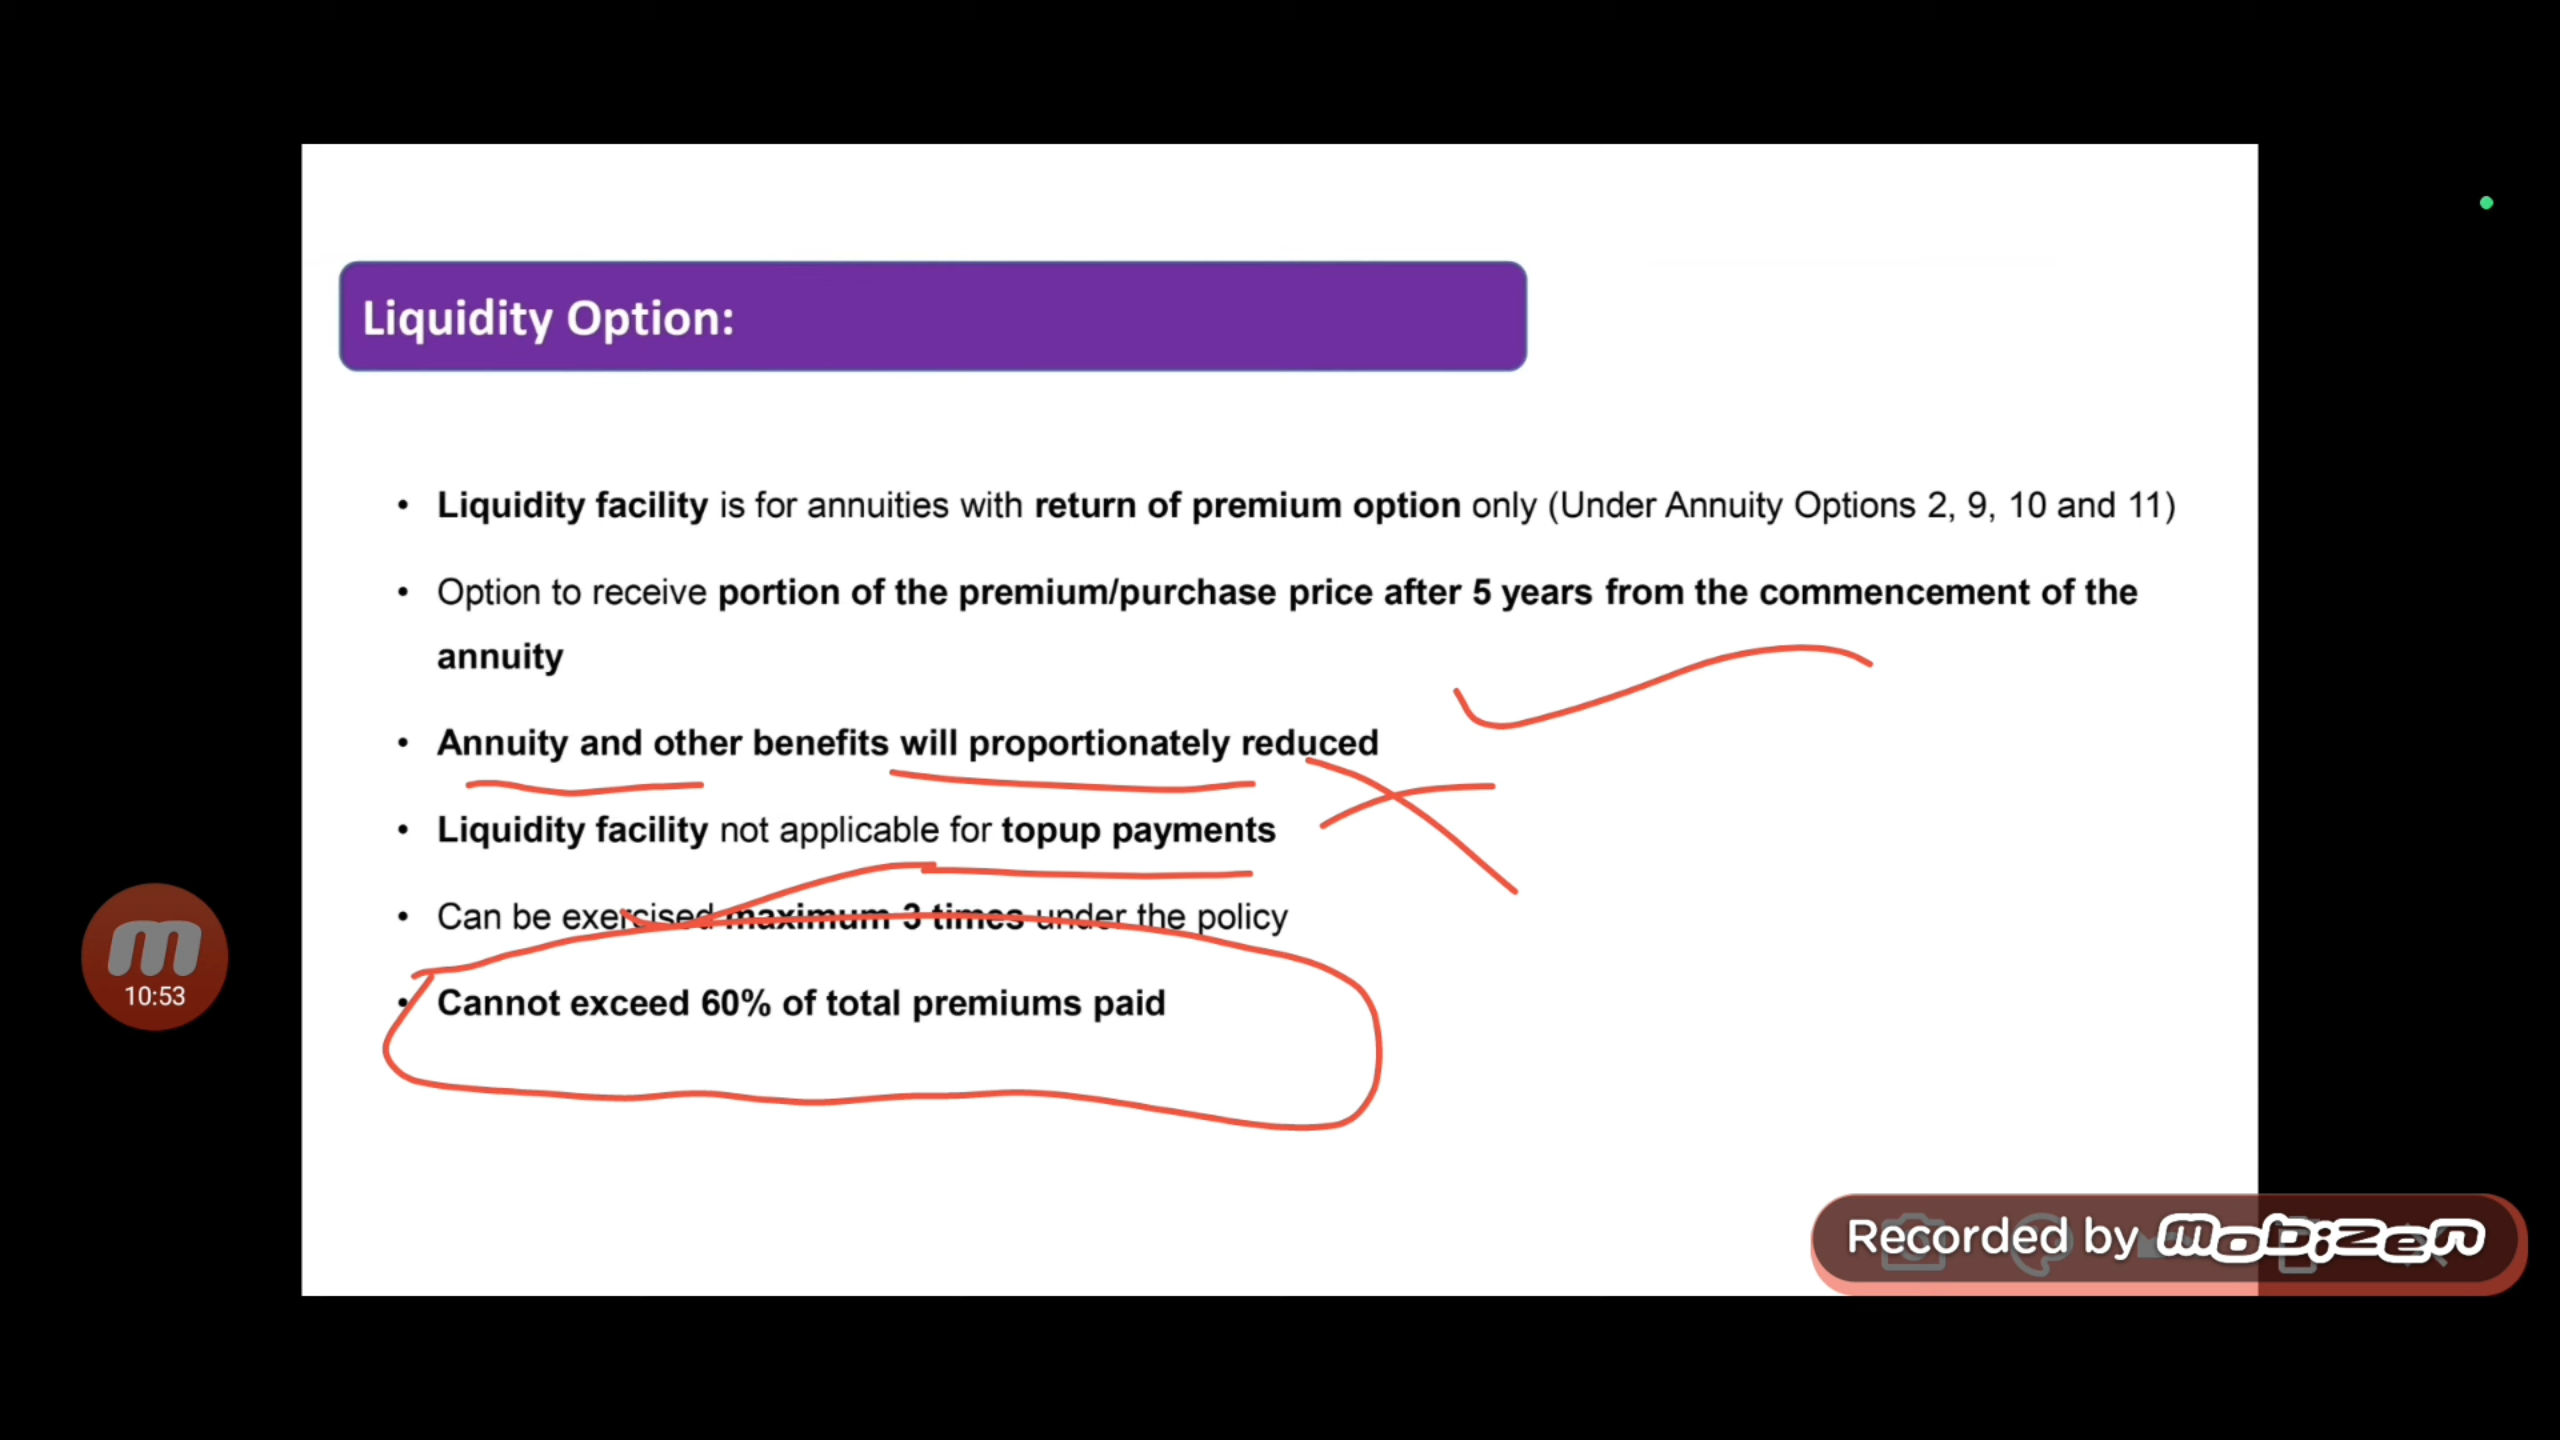 Liquidity Option:
• Liquidity facility is for annuities with return of premium option only (Under Annuity Options 2, 9, 10 and 11)
• Option to receive portion of the premium/purchase price after 5 years from the commencement of the
annuity
• Annuity and other benefits will proportionately reduced
• Liquidity facility not applicable for topup payments
• Can be exercised maximum 3 times under the policy
• Cannot exceed 60% of total premiums paid
m
10:53
Recorded by mobizen